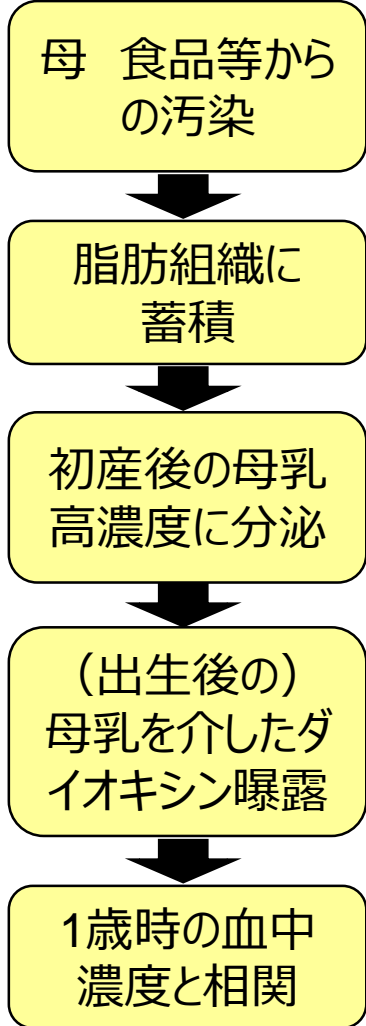 母　食品等から
の汚染
脂肪組織に
蓄積
初産後の母乳
高濃度に分泌
（出生後の）
母乳を介したダ
イオキシン曝露
1歳時の血中
濃度と相関